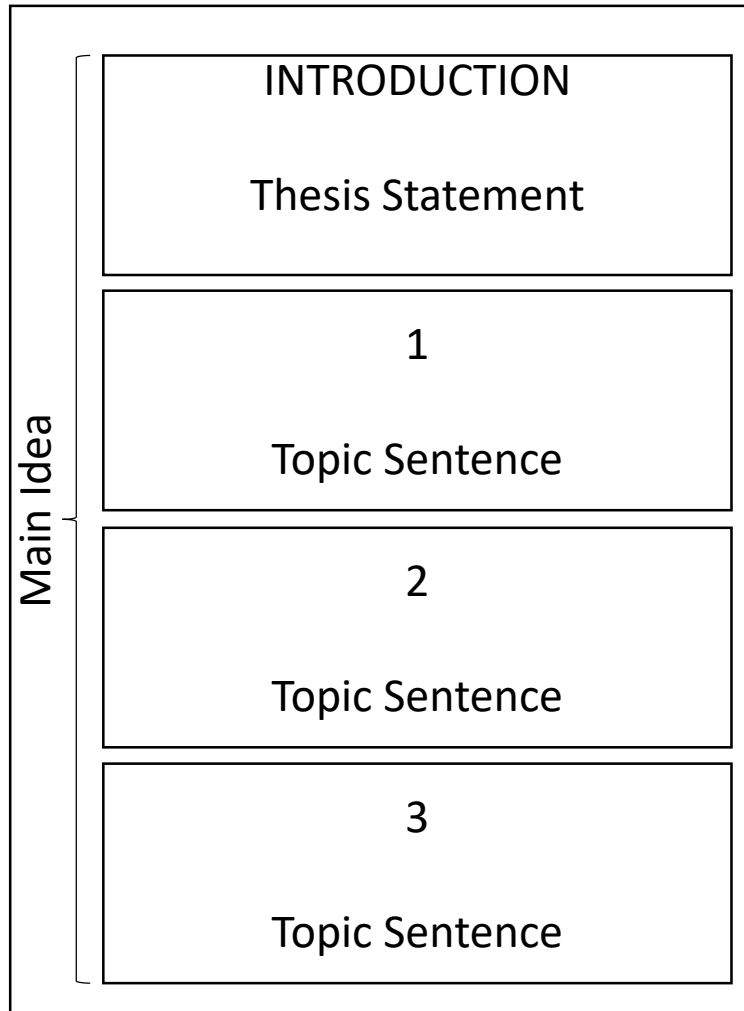 INTRODUCTION
Thesis Statement
1
Topic Sentence
2
Topic Sentence
3
Topic Sentence
Main Idea